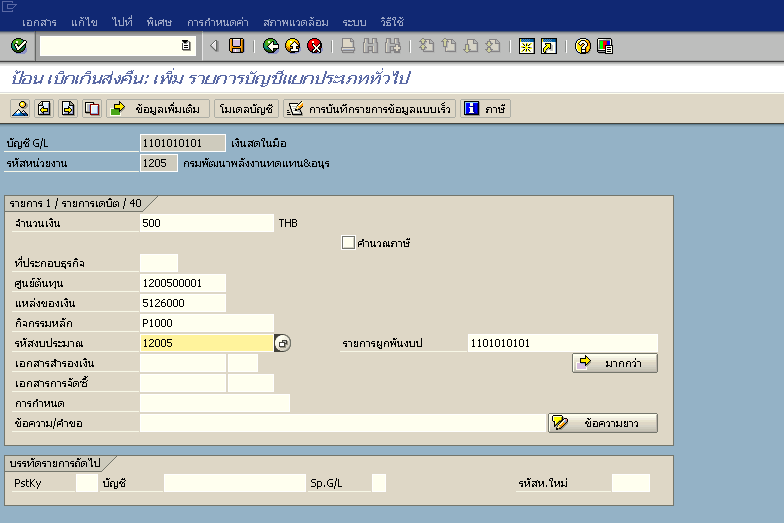 เอกสาร แก้ไข ไปที่ พิเศษ การกำหนดค่า สภาพแวดล้อม ระบบ วิธีใช้
ป้อน เบิกเกินส่งคืน: เพิ่ม รายการบัญชีแยกประเภททั่วไป
ข้อมูลเพิ่มเติม โมเดลบัญชี การบันทึกรายการข้อมูลแบบเร็ว ภาษี
บัญชี G/L 1101010101 เงินสดในมือ
รหัสหน่วยงาน 1205 กรมพัฒนาพลังงานทดแทน&อนุร
รายการ 1 / รายการเดบิต / 40
จำนวนเงิน 500 THB
คำนวณภาษี
ที่ประกอบธุรกิจ
ศูนย์ต้นทุน 1200500001
แหล่งของเงิน 5126000
กิจกรรมหลัก P1000
รหัสงบประมาณ 12005 รายการผูกพันงบป 1101010101
เอกสารสำรองเงิน มากกว่า
เอกสารการจัดซื้
การกำหนด
ข้อความ/คำขอ ข้อความยาว
บรรทัดรายการถัดไป
PstKy บัญชี Sp.G/L รหัสห.ใหม่